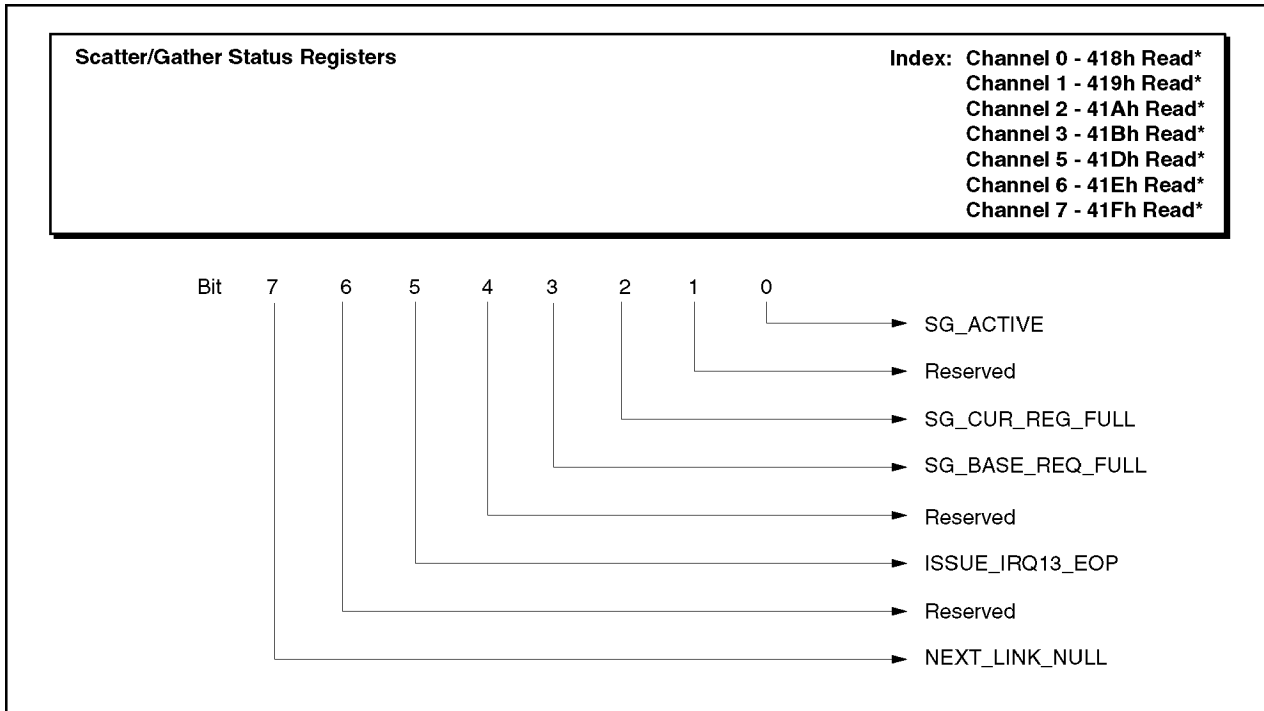 Scatter/Gather Status Registers
Index: Channel 0 - 418h Read*
Channel 1 - 419h Read*
Channel 2 - 41Ah Read*
Channel 3 - 41Bh Read*
Channel 5 - 41Dh Read*
Channel 6 - 41Eh Read*
Channel 7 - 41Fh Read*
Bit 7 6 5 4 3 2 1 0
SG_ACTIVE
Reserved
SG_CUR_REG_FULL
SG_BASE_REQ_FULL
Reserved
ISSUE_IRQ13_EOP
Reserved
NEXT_LINK_NULL